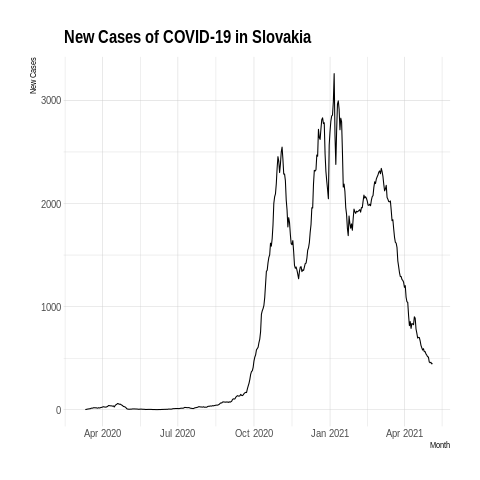 New Cases of COVID-19 in Slovakia
New Cases
3000
2000
1000
0
Apr 2020 Jul 2020 Oct 2020 Jan 2021 Apr 2021
Month